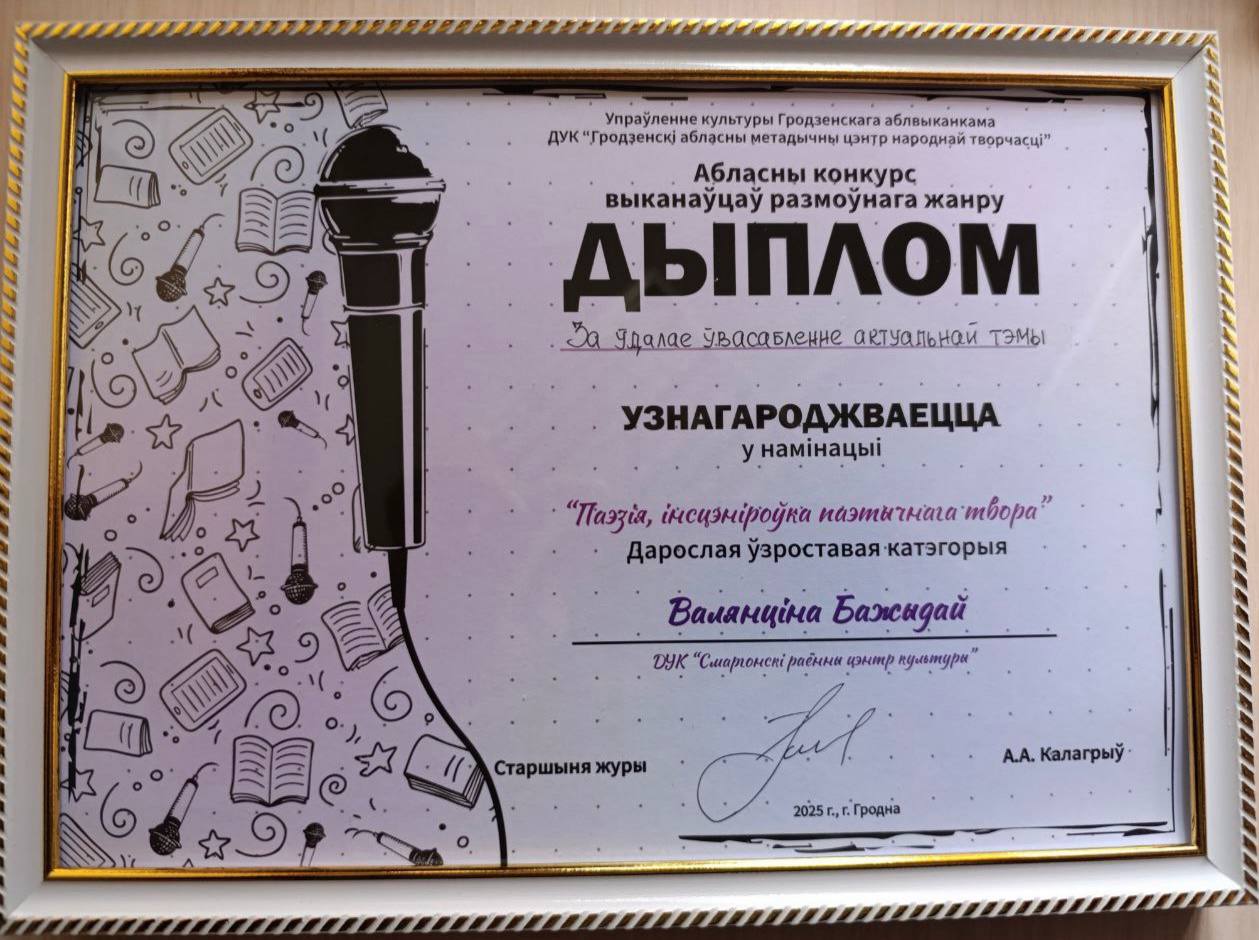 Упраўленне культуры Гродзенскага аблвыканкама
ДУК “Гродзенскі абласны метадычны цэнтр народнай творчасці”
Абласны конкурс
выканаўцаў размоўнага жанру
ДЫПЛОМ
За ўдалае ўвасабленне актуальнай тэмы
УЗНАГАРОДЖВАЕЦЦА
у намінацыі
“Паэзія, інсцэніроўка паэтычнага твора”
Дарослая ўзроставая катэгорыя
Валянціна Бажыдай
ДУК “Смаргонскі раённы цэнтр культуры”
Старшыня журы
А.А. Калагрыў
2025 г., г. Гродна